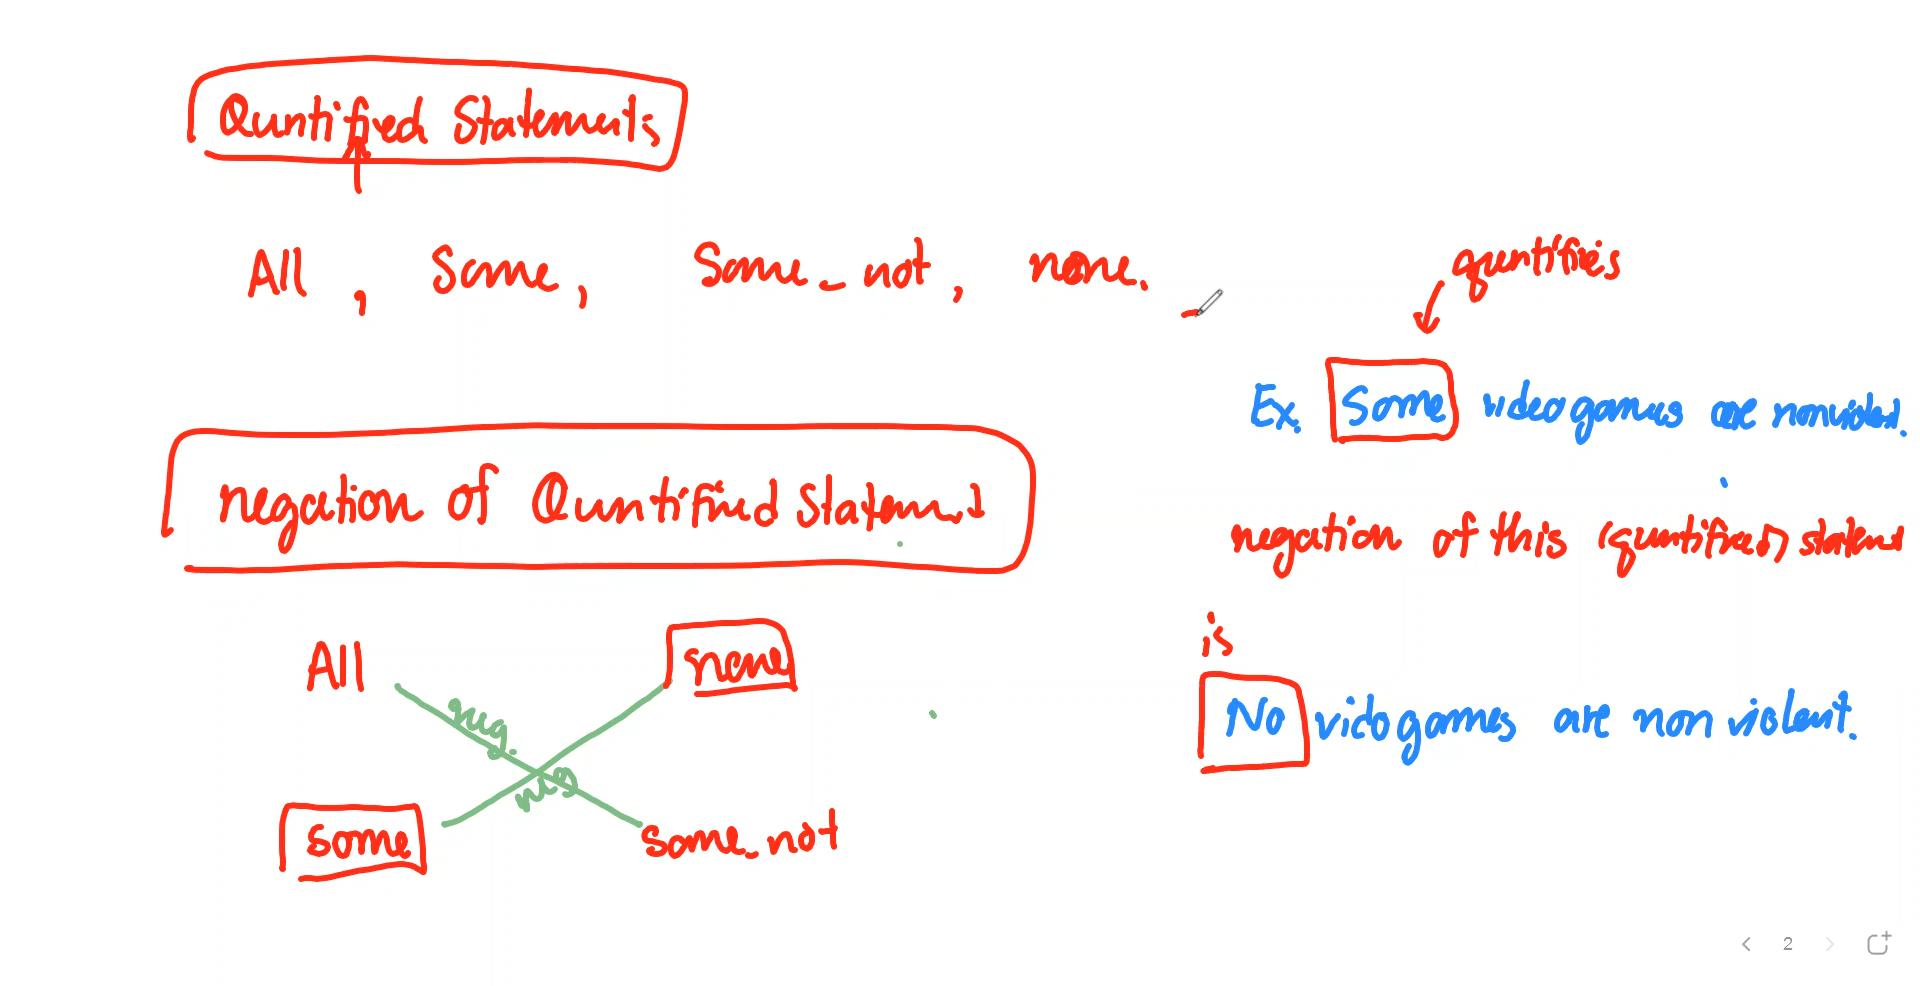 Quntified Statements
All , Some, Some_not, none.
quntifies
Ex. Some videogames are nonviolent.
negation of Quntified Statement
negation of this (quntified) statement
is
All none
neg.
No vidogames are non violent.
neg
some some_not
2